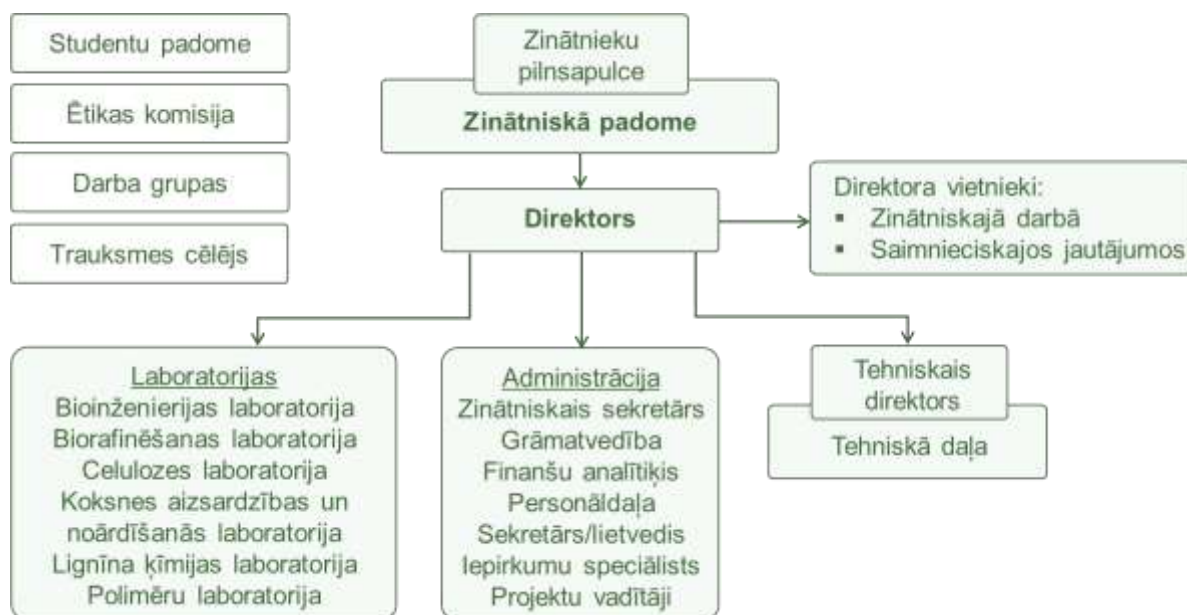 Studentu padome
Ētikas komisija
Darba grupas
Trauksmes cēlējs
Zinātnieku
pilnsapulce
Zinātniskā padome
Direktors
Direktora vietnieki:
▪ Zinātniskajā darbā
▪ Saimnieciskajos jautājumos
Laboratorijas
Bioinženierijas laboratorija
Biorafinēšanas laboratorija
Celulozes laboratorija
Koksnes aizsardzības un
noārdīšanās laboratorija
Lignīna ķīmijas laboratorija
Polimēru laboratorija
Administrācija
Zinātniskais sekretārs
Grāmatvedība
Finanšu analītiķis
Personāldaļa
Sekretārs/lietvedis
Iepirkumu speciālists
Projektu vadītāji
Tehniskais
direktors
Tehniskā daļa